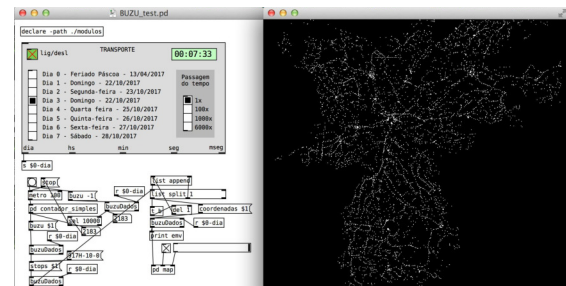 BUZU_test.pd
declare -path ./modulos
lig/desl
TRANSPORTE
00:07:33
Dia 0 - Feriado Páscoa - 13/04/2017
Dia 1 - Domingo - 22/10/2017
Dia 2 - Segunda-feira - 23/10/2017
Dia 3 - Domingo - 22/10/2017
Dia 4 - Quarta feira - 25/10/2017
Dia 5 - Quinta-feira - 26/10/2017
Dia 6 - Sexta-feira - 27/10/2017
Dia 7 - Sábado - 28/10/2017
Passagem
do tempo
1x
100x
1000x
6000x
dia hs min seg mseg
s $0-dia
stop
metro 100
buzu -1
r $0-dia
list append
list split 1
pd contador_simples
buzuDados
del 1
coordenadas $1
del 10000
2183
buzu $1
2183
buzuDados
r $0-dia
r $0-dia
print env
buzuDados
917H-10-0
stops $1
r $0-dia
pd map
buzuDados